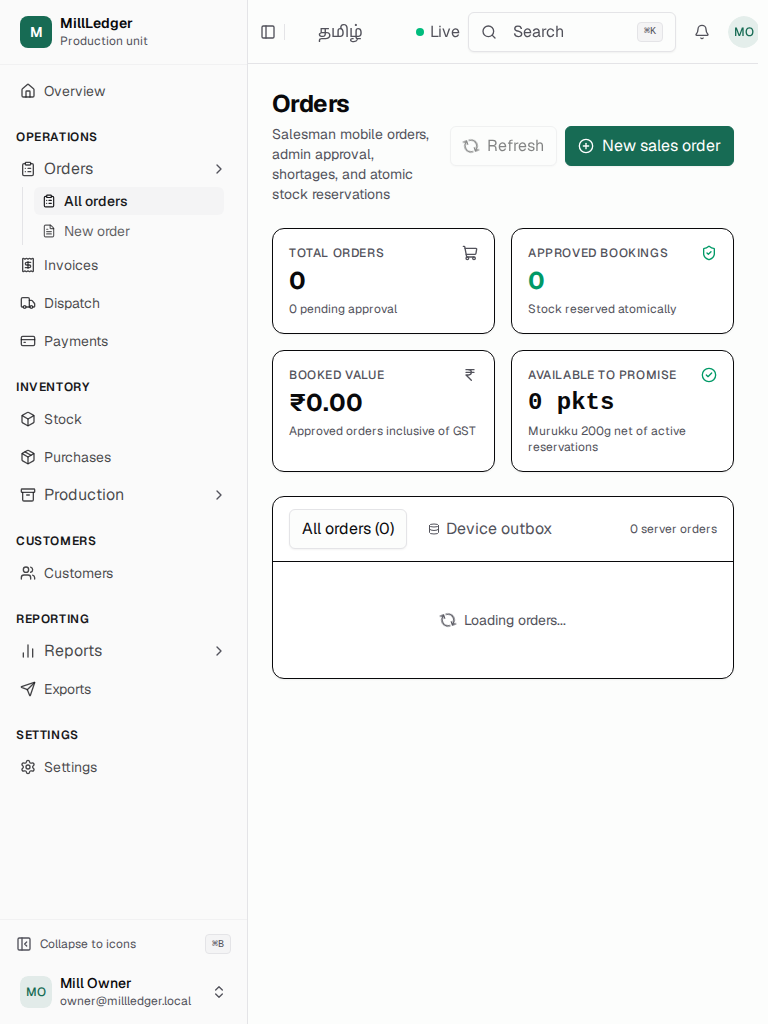 M
MillLedger
Production unit
தமிழ்
Live
Search
⌘K
MO
Overview
OPERATIONS
Orders
All orders
New order
Invoices
Dispatch
Payments
INVENTORY
Stock
Purchases
Production
CUSTOMERS
Customers
REPORTING
Reports
Exports
SETTINGS
Settings
Collapse to icons
⌘B
MO
Mill Owner
owner@millledger.local
Orders
Salesman mobile orders,
admin approval,
shortages, and atomic
stock reservations
Refresh
New sales order
TOTAL ORDERS
0
0 pending approval
APPROVED BOOKINGS
0
Stock reserved atomically
BOOKED VALUE
₹
₹0.00
Approved orders inclusive of GST
AVAILABLE TO PROMISE
0 pkts
Murukku 200g net of active
reservations
All orders (0)
Device outbox
0 server orders
Loading orders...